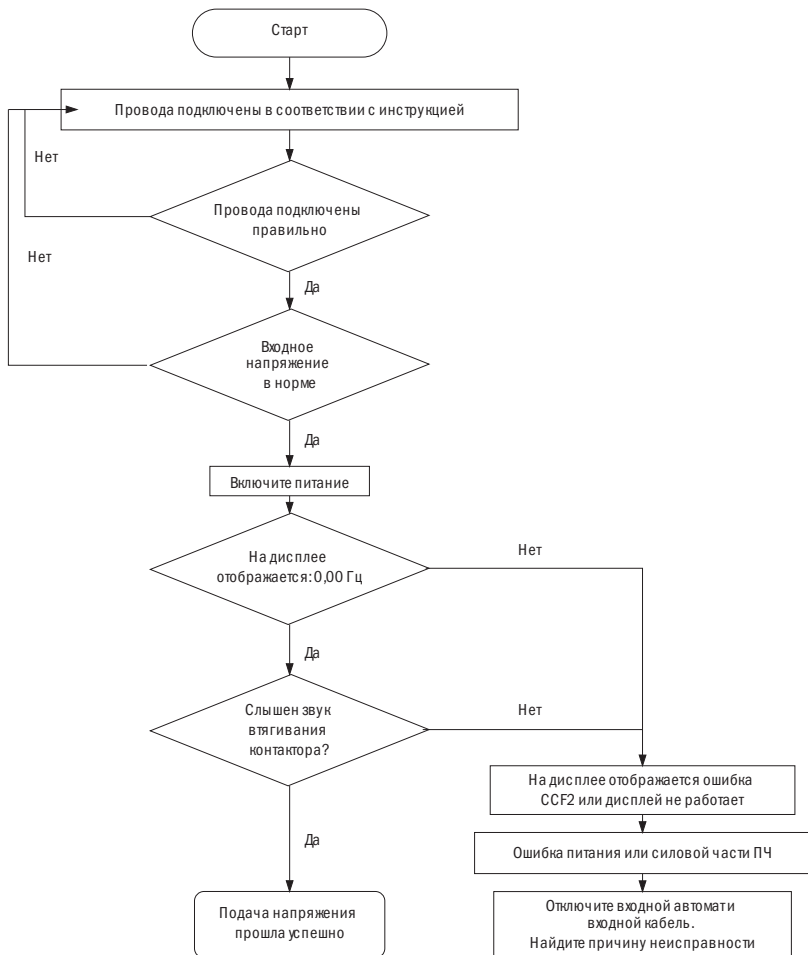 Старт
Провода подключены в соответствии с инструкцией
Нет
Провода подключены
правильно
Нет
Да
Входное
напряжение
в норме
Да
Включите питание
На дисплее
отображается: 0,00 Гц
Нет
Да
Слышен звук
втягивания
контактора?
Нет
На дисплее отображается ошибка
CCF2 или дисплей не работает
Да
Ошибка питания или силовой части ПЧ
Подача напряжения
прошла успешно
Отключите входной автомати
входной кабель.
Найдите причину неисправности